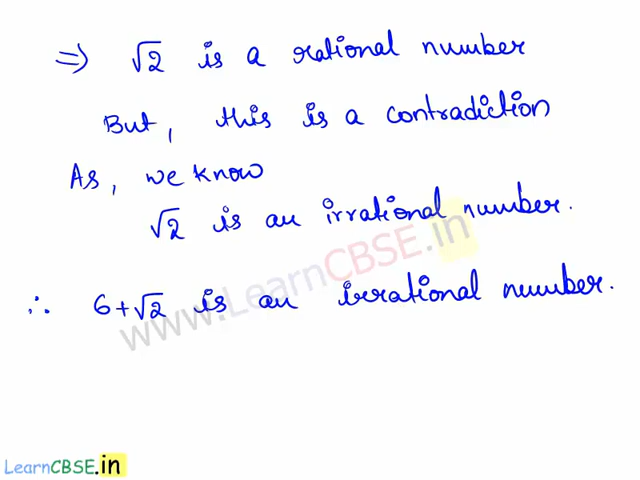 ⇒ √2 is a rational number
But, this is a contradiction
As, we know
√2 is an irrational number.
∴ 6+√2 is an irrational number.
www.LearnCBSE.in
LearnCBSE.in